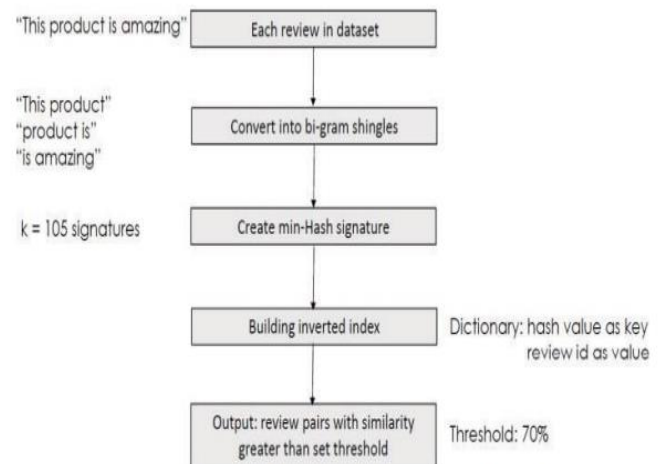 “This product is amazing”
Each review in dataset
“This product”
“product is”
“is amazing”
Convert into bi-gram shingles
k = 105 signatures
Create min-Hash signature
Building inverted index
Dictionary: hash value as key
review id as value
Output: review pairs with similarity
greater than set threshold
Threshold: 70%